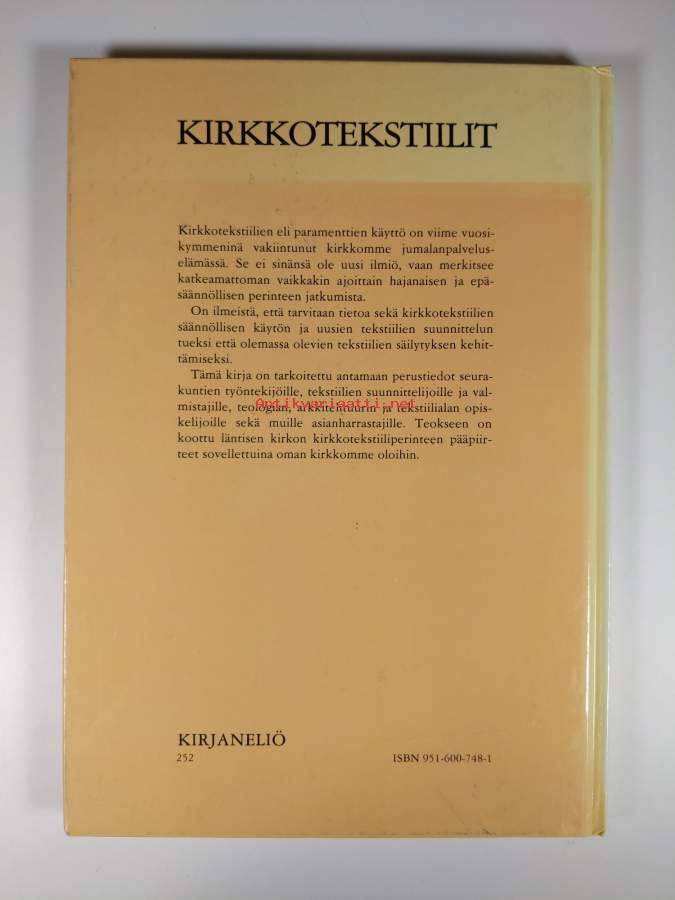 KIRKKOTEKSTIILIT
Kirkkotekstiilien eli paramenttien käyttö on viime vuosi-
kymmeninä vakiintunut kirkkomme jumalanpalvelus-
elämässä. Se ei sinänsä ole uusi ilmiö, vaan merkitsee
katkeamattoman vaikkakin ajoittain hajanaisen ja epä-
säännöllisen perinteen jatkumista.
On ilmeistä, että tarvitaan tietoa sekä kirkkotekstiilien
säännöllisen käytön ja uusien tekstiilien suunnittelun
tueksi että olemassa olevien tekstiilien säilytyksen kehit-
tämiseksi.
Tämä kirja on tarkoitettu antamaan perustiedot seura-
kuntien työntekijöille, tekstiilien suunnittelijoille ja val-
mistajille, teologian, arkkitehtuurin ja tekstiilialan opis-
Antikvariaatti.net
kelijoille sekä muille asianharrastajille. Teokseen on
koottu läntisen kirkon kirkkotekstiiliperinteen pääpiir-
teet sovellettuina oman kirkkomme oloihin.
KIRJANELIÖ
252
ISBN 951-600-748-1